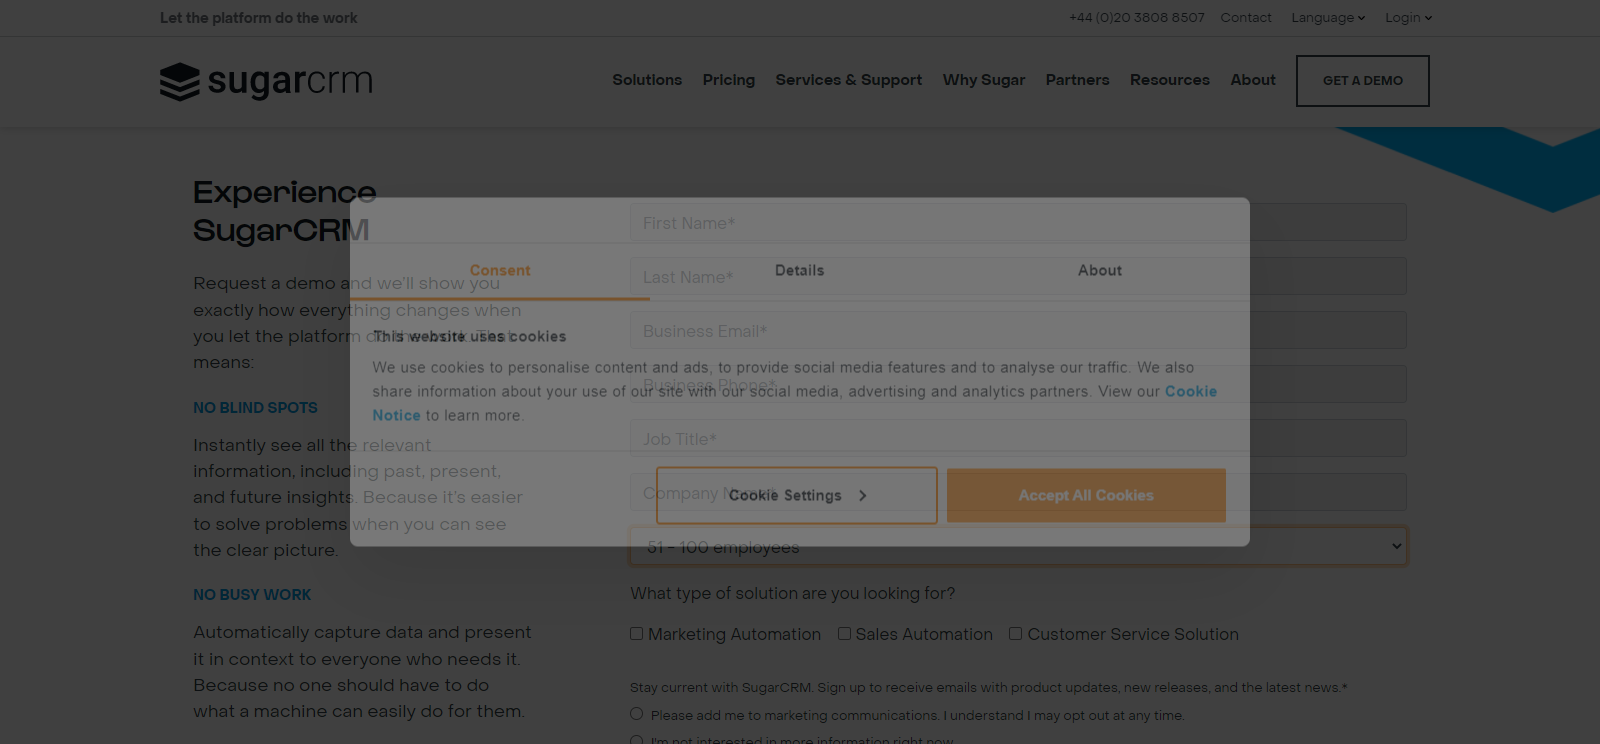 Let the platform do the work
+44 (0)20 3808 8507 Contact Language Login
sugarcrm
Solutions Pricing Services & Support Why Sugar Partners Resources About GET A DEMO
Experience
SugarCRM
Request a demo and we'll show you
exactly how everything changes when
you let the platform do the work. That
means:
NO BLIND SPOTS
Instantly see all the relevant
information, including past, present,
and future insights. Because it's easier
to solve problems when you can see
the clear picture.
NO BUSY WORK
Automatically capture data and present
it in context to everyone who needs it.
Because no one should have to do
what a machine can easily do for them.
First Name*
Last Name*
Business Email*
Business Phone*
Job Title*
Company Name*
51 - 100 employees
What type of solution are you looking for?
Marketing Automation Sales Automation Customer Service Solution
Stay current with SugarCRM. Sign up to receive emails with product updates, new releases, and the latest news.*
Please add me to marketing communications. I understand I may opt out at any time.
I'm not interested in more information right now
Consent Details About
This website uses cookies
We use cookies to personalise content and ads, to provide social media features and to analyse our traffic. We also
share information about your use of our site with our social media, advertising and analytics partners. View our Cookie
Notice to learn more.
Cookie Settings Accept All Cookies